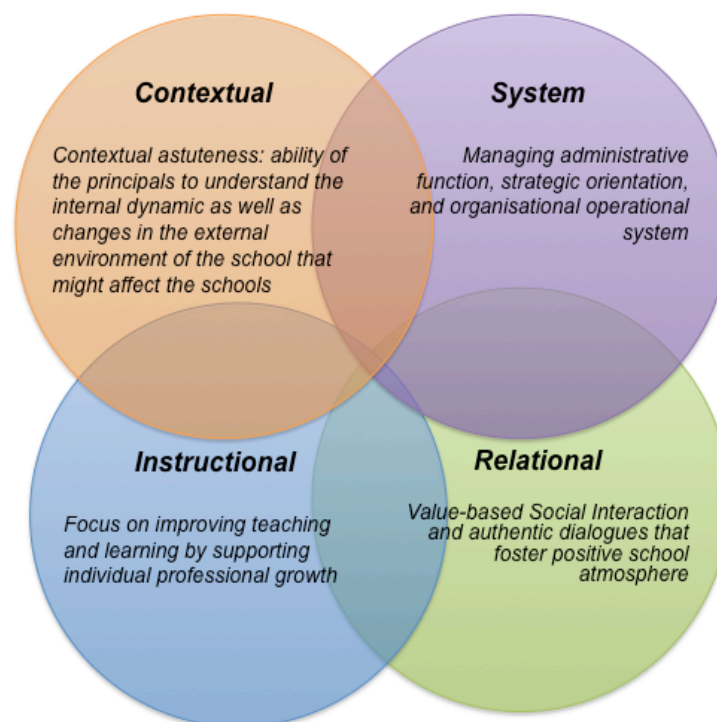 Contextual
Contextual astuteness: ability of
the principals to understand the
internal dynamic as well as
changes in the external
environment of the school that
might affect the schools
System
Managing administrative
function, strategic orientation,
and organisational operational
system
Instructional
Focus on improving teaching
and learning by supporting
individual professional growth
Relational
Value-based Social Interaction
and authentic dialogues that
foster positive school
atmosphere